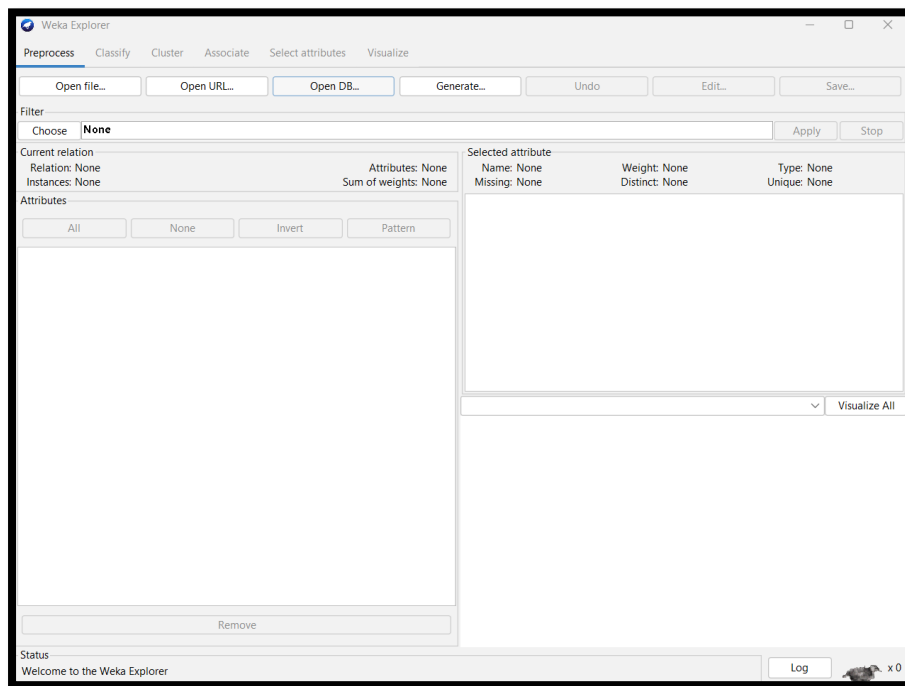 Weka Explorer
Preprocess Classify Cluster Associate Select attributes Visualize
Open file... Open URL... Open DB... Generate... Undo Edit... Save...
Filter
Choose None Apply Stop
Current relation
Relation: None Attributes: None
Instances: None Sum of weights: None
Selected attribute
Name: None Weight: None Type: None
Missing: None Distinct: None Unique: None
Attributes
All None Invert Pattern
Visualize All
Remove
Status
Welcome to the Weka Explorer
Log x 0